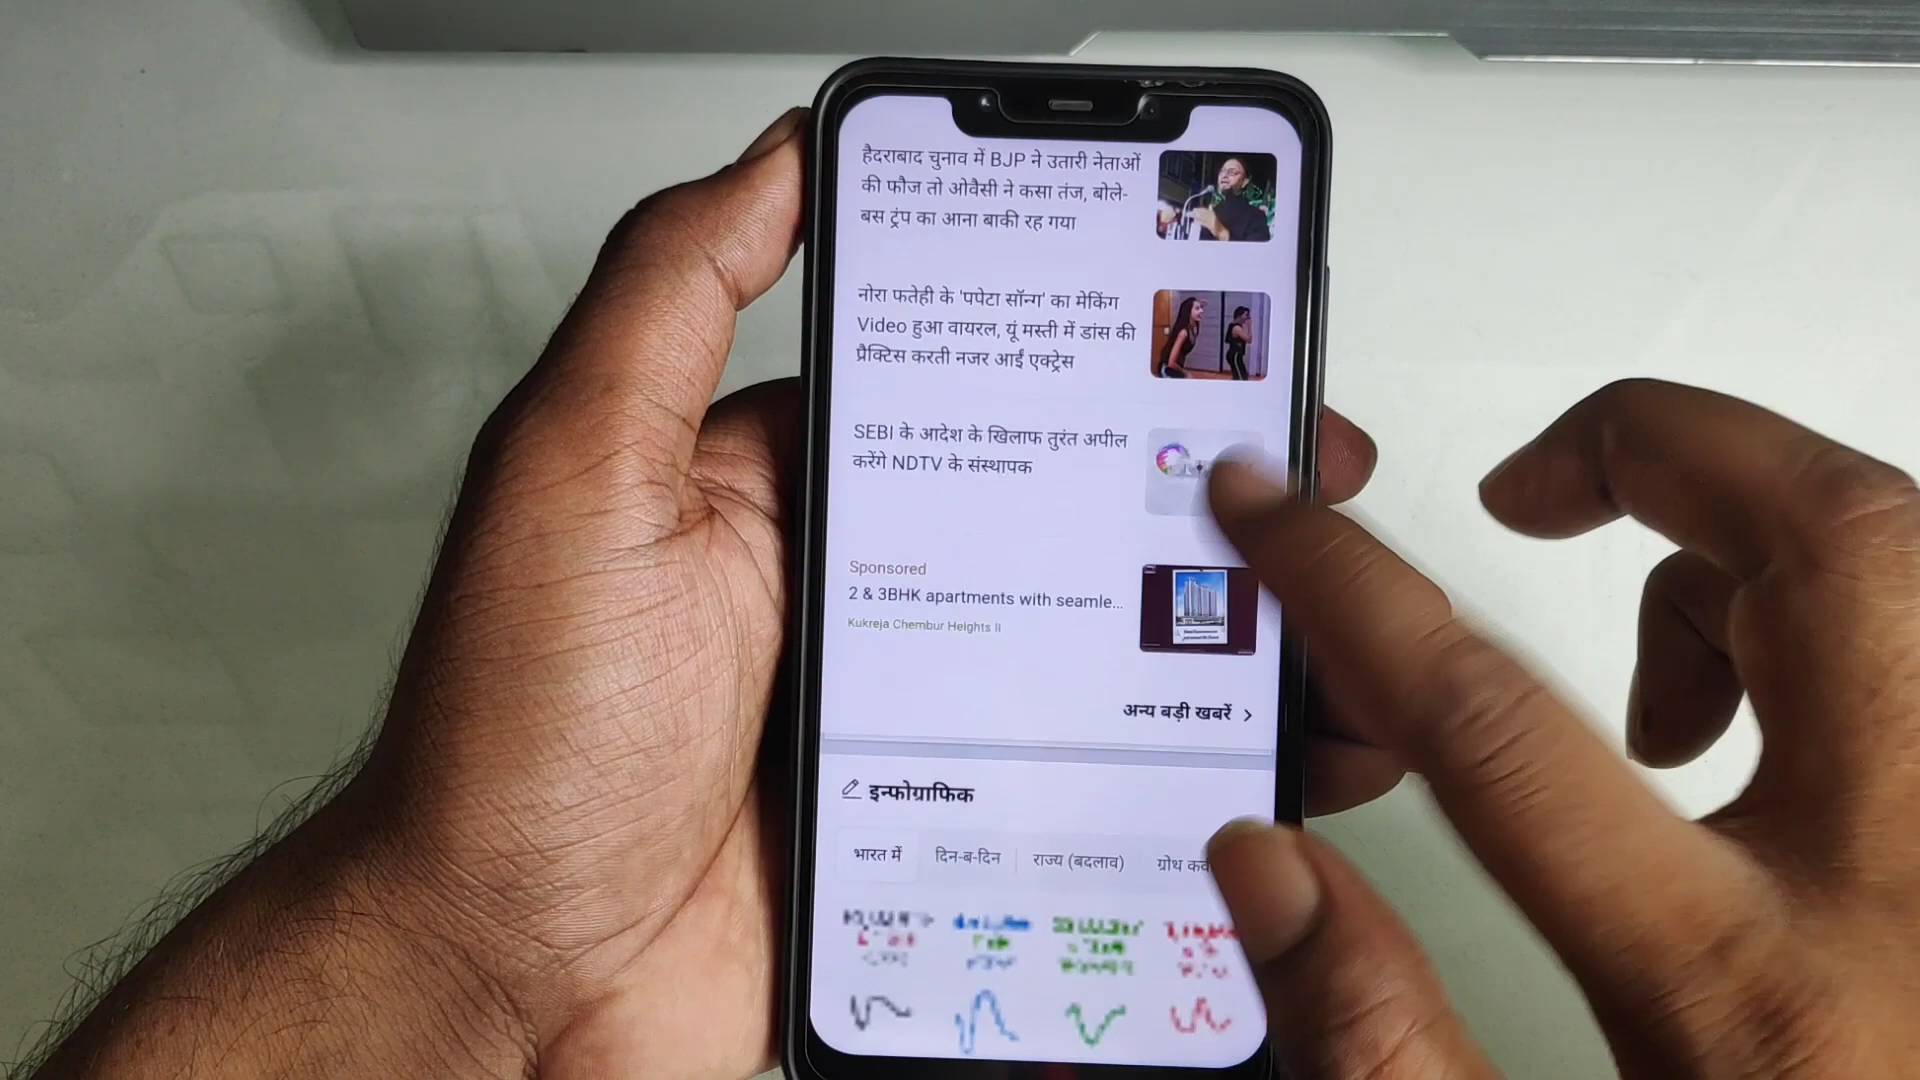 हैदराबाद चुनाव में BJP ने उतारी नेताओं
की फौज तो ओवैसी ने कसा तंज, बोले-
बस ट्रंप का आना बाकी रह गया
नोरा फतेही के 'पपेटा सॉन्ग' का मेकिंग
Video हुआ वायरल, यूं मस्ती में डांस की
प्रैक्टिस करती नजर आईं एक्ट्रेस
SEBI के आदेश के खिलाफ तुरंत अपील
करेंगे NDTV के संस्थापक
Sponsored
2 & 3BHK apartments with seamle...
Kukreja Chembur Heights II
अन्य बड़ी खबरें
इन्फोग्राफिक
भारत में
दिन-ब-दिन
राज्य (बदलाव)
ग्रोथ